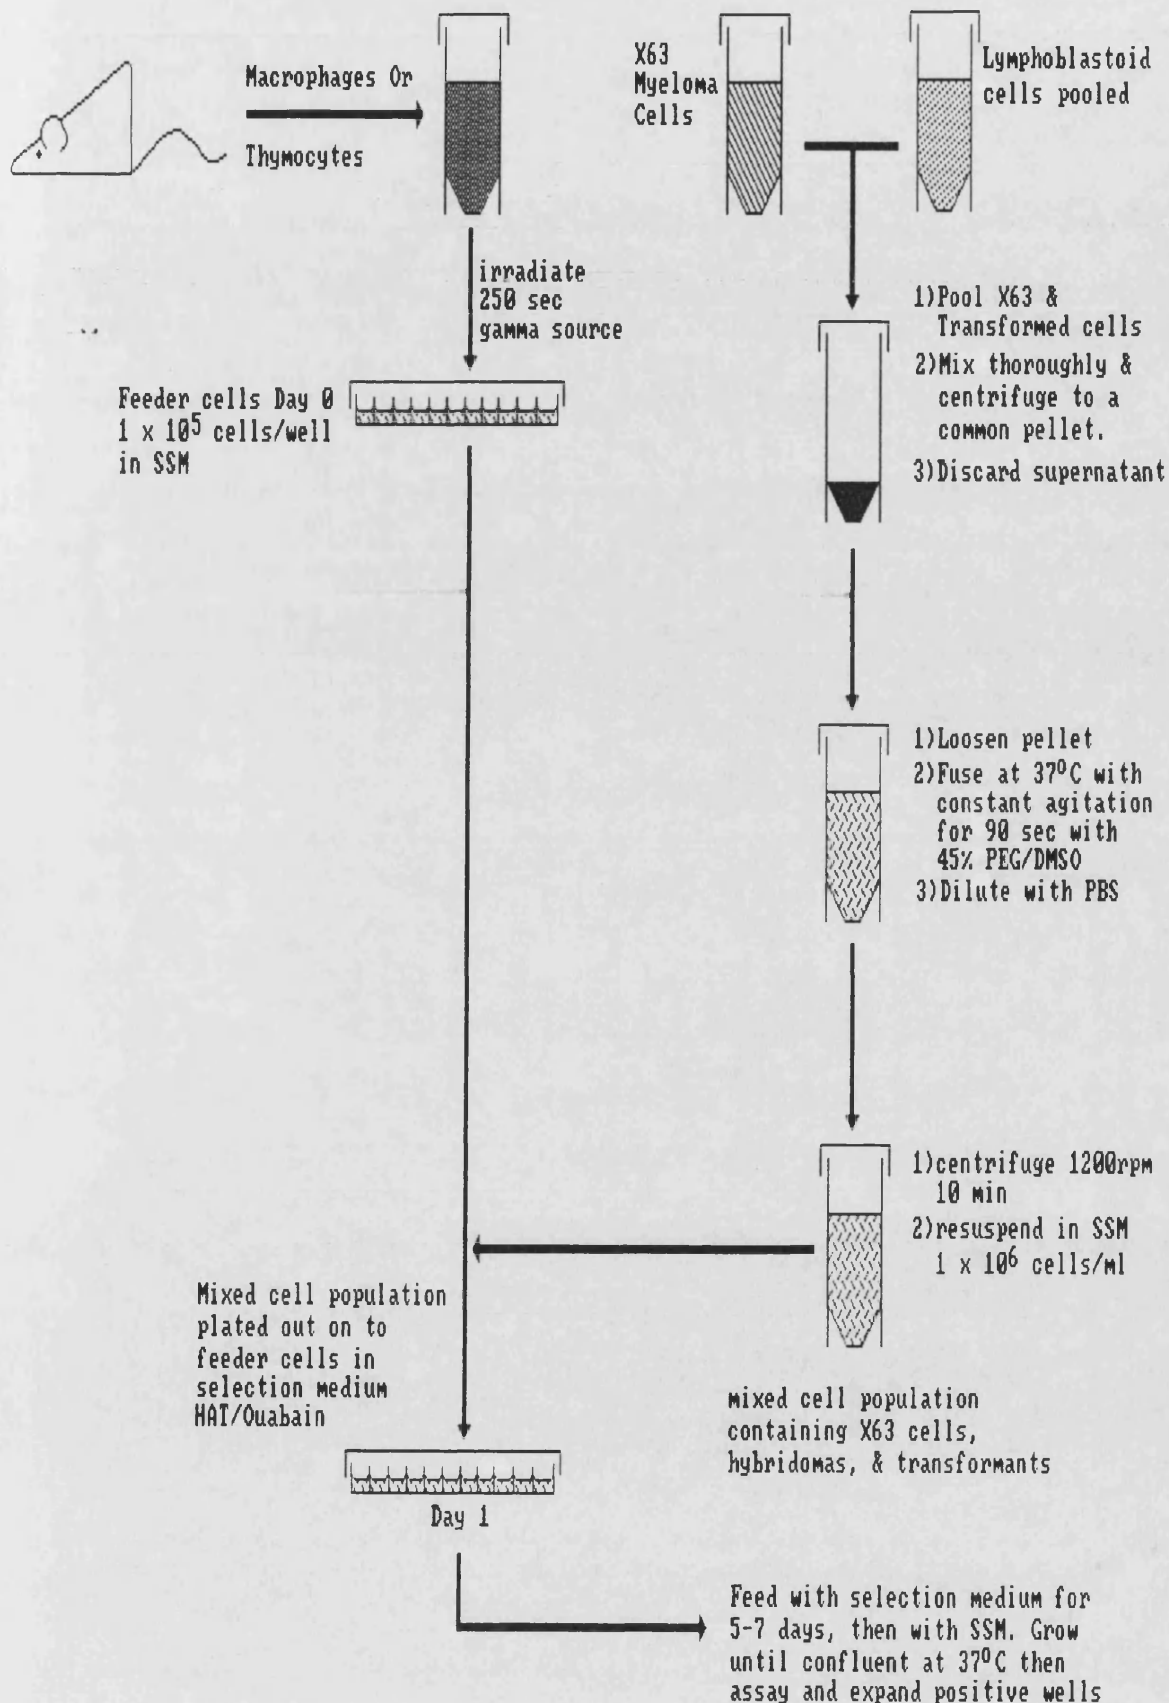 Macrophages Or
Thymocytes
X63
Myeloma
Cells
Lymphoblastoid
cells pooled
irradiate
250 sec
gamma source
Feeder cells Day 0
1 x 10⁵ cells/well
in SSM
1)Pool X63 &
Transformed cells
2)Mix thoroughly &
centrifuge to a
common pellet.
3)Discard supernatant
1)Loosen pellet
2)Fuse at 37⁰C with
constant agitation
for 90 sec with
45% PEG/DMSO
3)Dilute with PBS
1)centrifuge 1200rpm
10 min
2)resuspend in SSM
1 x 10⁶ cells/ml
Mixed cell population
plated out on to
feeder cells in
selection medium
HAT/Ouabain
mixed cell population
containing X63 cells,
hybridomas, & transformants
Day 1
Feed with selection medium for
5-7 days, then with SSM. Grow
until confluent at 37⁰C then
assay and expand positive wells